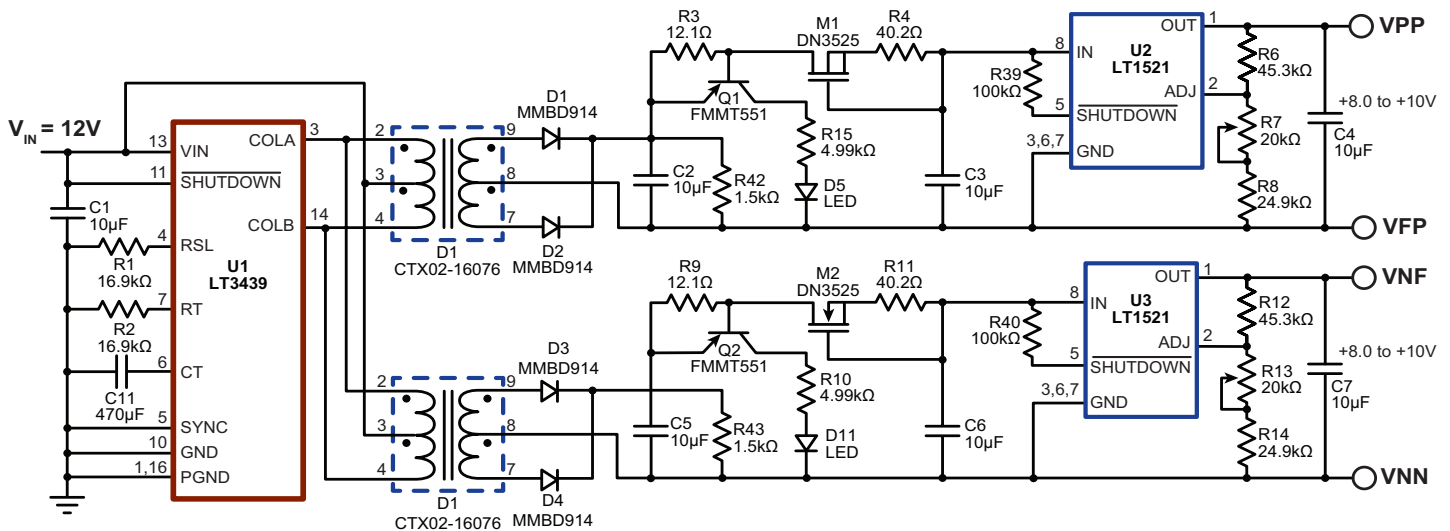 R3
12.1Ω
M1
DN3525
R4
40.2Ω
8
IN
OUT
1
VPP
U2
LT1521
R6
45.3kΩ
R39
100kΩ
ADJ
2
5
SHUTDOWN
Q1
FMMT551
D1
MMBD914
+8.0 to +10V
V_IN = 12V
3
2
9
R15
4.99kΩ
R7
20kΩ
C4
10µF
13
VIN
COLA
3,6,7
GND
11
SHUTDOWN
3
8
C2
10µF
R42
1.5kΩ
D5
LED
C3
10µF
R8
24.9kΩ
C1
10µF
14
COLB
4
7
VFP
4
RSL
R1
16.9kΩ
U1
LT3439
D1
CTX02-16076
D2
MMBD914
R9
12.1Ω
M2
DN3525
R11
40.2Ω
8
IN
OUT
1
VNF
U3
LT1521
R12
45.3kΩ
7
RT
R2
16.9kΩ
R40
100kΩ
ADJ
2
5
SHUTDOWN
Q2
FMMT551
D3
MMBD914
+8.0 to +10V
6
CT
C11
470µF
2
9
R10
4.99kΩ
R13
20kΩ
C7
10µF
3,6,7
GND
5
SYNC
3
8
C5
10µF
R43
1.5kΩ
D11
LED
C6
10µF
R14
24.9kΩ
10
GND
1,16
PGND
4
7
VNN
D1
CTX02-16076
D4
MMBD914